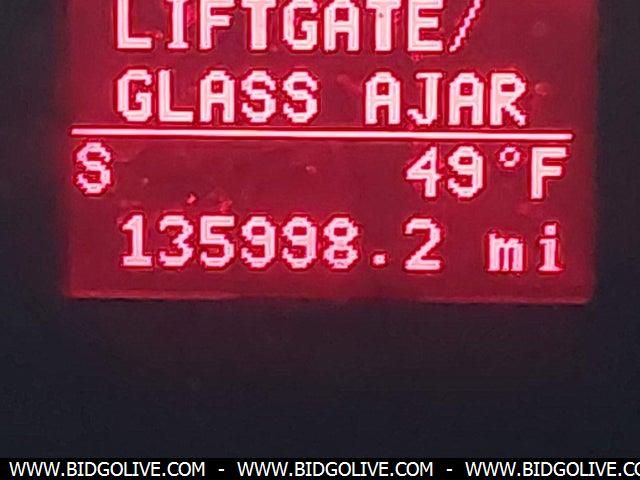 LIFTGATE/
GLASS AJAR
S 49°F
135998.2 mi
WWW.BIDGOLIVE.COM - WWW.BIDGOLIVE.COM - WWW.BIDGOLIVE.CO